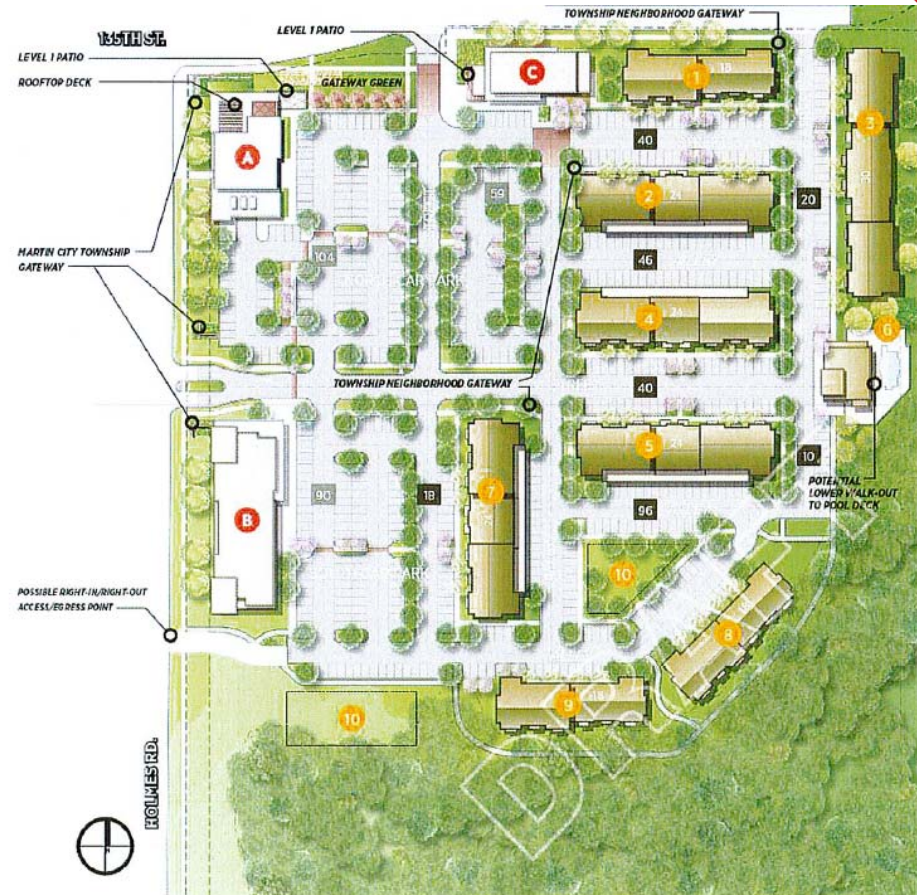 TOWNSHIP NEIGHBORHOOD GATEWAY
135TH ST.
LEVEL 1 PATIO
LEVEL 1 PATIO
ROOFTOP DECK
GATEWAY GREEN
C
1
18
3
A
40
2
24
59
20
30
MARTIN CITY TOWNSHIP
GATEWAY
104
46
4
24
6
TOWNSHIP NEIGHBORHOOD GATEWAY
40
5
24
10
POTENTIAL
LOWER WALK-OUT
TO POOL DECK
7
90
18
96
B
10
POSSIBLE RIGHT-IN/RIGHT-OUT
ACCESS/EGRESS POINT
8
9
18
10
HOLMES RD.